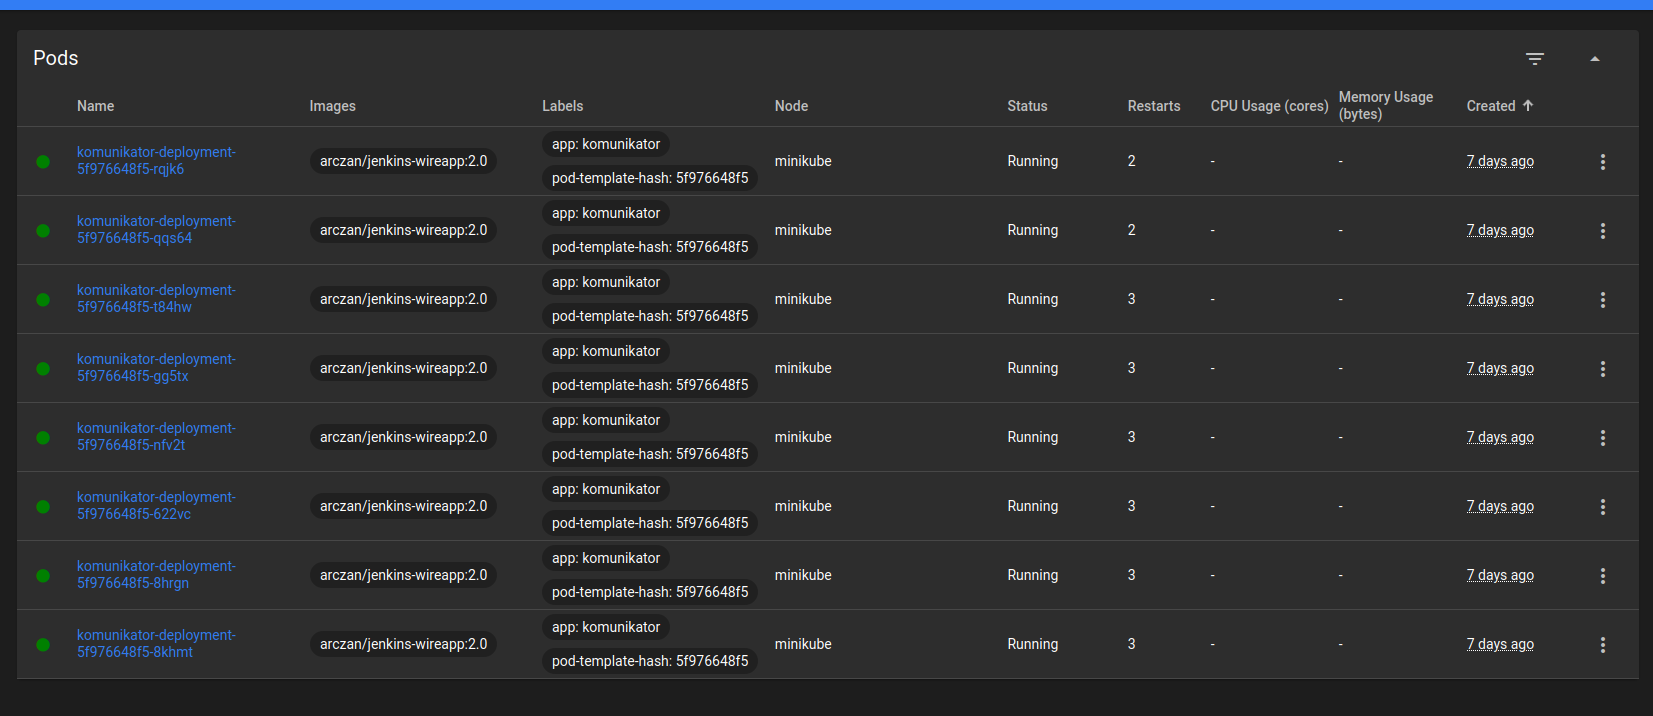 Pods
Name Images Labels Node Status Restarts CPU Usage (cores) Memory Usage (bytes) Created
komunikator-deployment-5f976648f5-rqjk6 arczan/jenkins-wireapp:2.0 app: komunikator pod-template-hash: 5f976648f5 minikube Running 2 - - 7 days ago
komunikator-deployment-5f976648f5-qqs64 arczan/jenkins-wireapp:2.0 app: komunikator pod-template-hash: 5f976648f5 minikube Running 2 - - 7 days ago
komunikator-deployment-5f976648f5-t84hw arczan/jenkins-wireapp:2.0 app: komunikator pod-template-hash: 5f976648f5 minikube Running 3 - - 7 days ago
komunikator-deployment-5f976648f5-gg5tx arczan/jenkins-wireapp:2.0 app: komunikator pod-template-hash: 5f976648f5 minikube Running 3 - - 7 days ago
komunikator-deployment-5f976648f5-nfv2t arczan/jenkins-wireapp:2.0 app: komunikator pod-template-hash: 5f976648f5 minikube Running 3 - - 7 days ago
komunikator-deployment-5f976648f5-622vc arczan/jenkins-wireapp:2.0 app: komunikator pod-template-hash: 5f976648f5 minikube Running 3 - - 7 days ago
komunikator-deployment-5f976648f5-8hrgn arczan/jenkins-wireapp:2.0 app: komunikator pod-template-hash: 5f976648f5 minikube Running 3 - - 7 days ago
komunikator-deployment-5f976648f5-8khmt arczan/jenkins-wireapp:2.0 app: komunikator pod-template-hash: 5f976648f5 minikube Running 3 - - 7 days ago